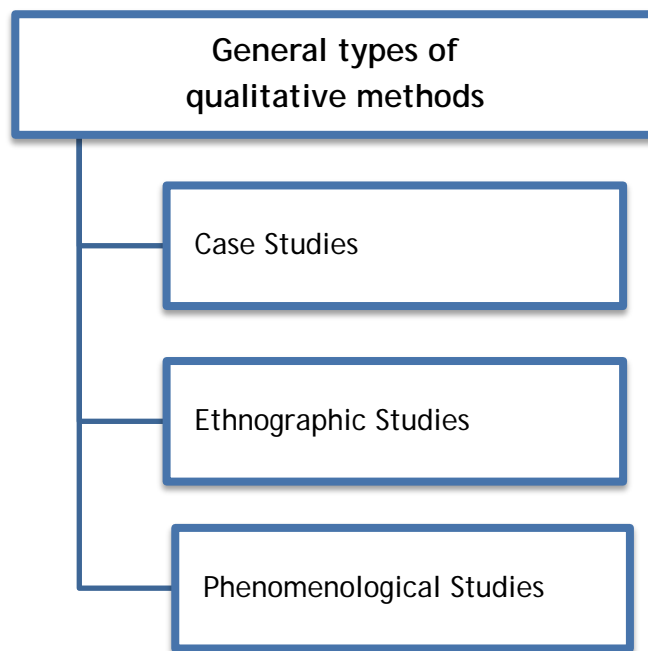 General types of
qualitative methods
Case Studies
Ethnographic Studies
Phenomenological Studies